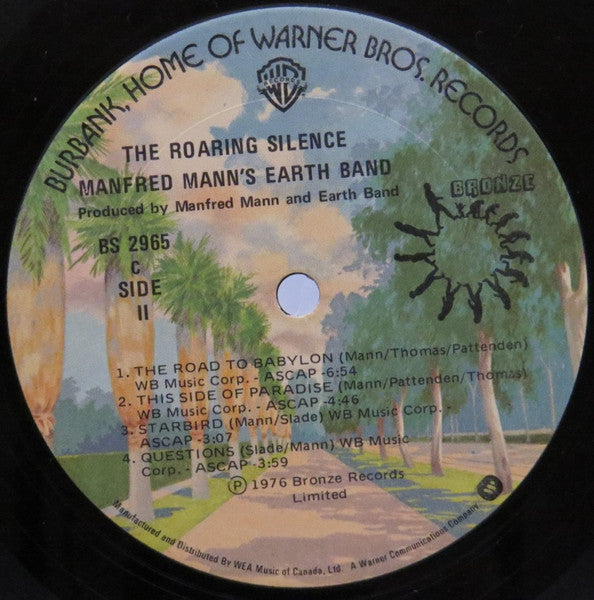 BURBANK, HOME OF WARNER BROS. RECORDS
RECORDS
THE ROARING SILENCE
MANFRED MANN'S EARTH BAND
Produced by Manfred Mann and Earth Band
BRONZE
BS 2965
C
SIDE
II
1. THE ROAD TO BABYLON (Mann/Thomas/Pattenden)
WB Music Corp. - ASCAP -6:54
2. THIS SIDE OF PARADISE (Mann/Pattenden/Thomas)
WB Music Corp. - ASCAP - 4:46
3. STARBIRD (Mann/Slade) WB Music Corp. -
ASCAP -3:07
4. QUESTIONS (Slade/Mann) WB Music
Corp. - ASCAP -3:59
Ⓟ 1976 Bronze Records
Limited
Manufactured and Distributed By WEA Music of Canada, Ltd. A Warner Communications Company